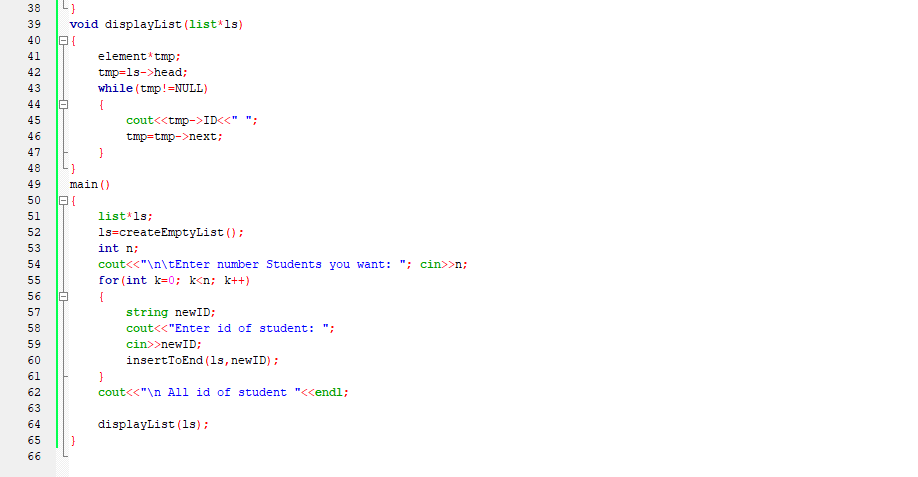 38 }
39 void displayList(list*ls)
40 {
41 element*tmp;
42 tmp=ls->head;
43 while(tmp!=NULL)
44 {
45 cout<<tmp->ID<<" ";
46 tmp=tmp->next;
47 }
48 }
49 main()
50 {
51 list*ls;
52 ls=createEmptyList();
53 int n;
54 cout<<"\n\tEnter number Students you want: "; cin>>n;
55 for(int k=0; k<n; k++)
56 {
57 string newID;
58 cout<<"Enter id of student: ";
59 cin>>newID;
60 insertToEnd(ls,newID);
61 }
62 cout<<"\n All id of student "<<endl;
63
64 displayList(ls);
65 }
66